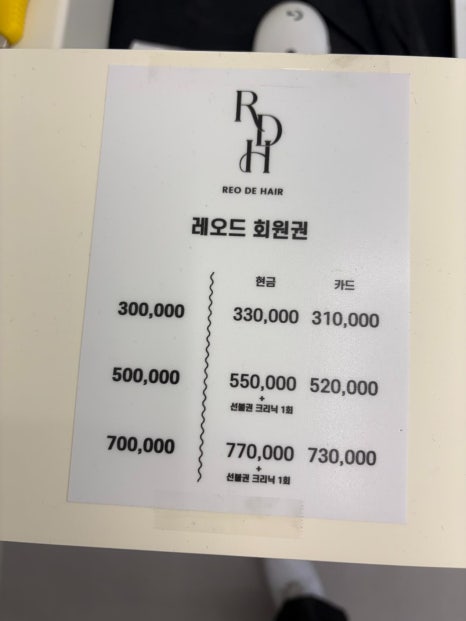 RDH
REO DE HAIR
레오드 회원권
현금 카드
300,000 330,000 310,000
500,000 550,000 520,000
+
선불권 크리닉 1회
700,000 770,000 730,000
+
선불권 크리닉 1회